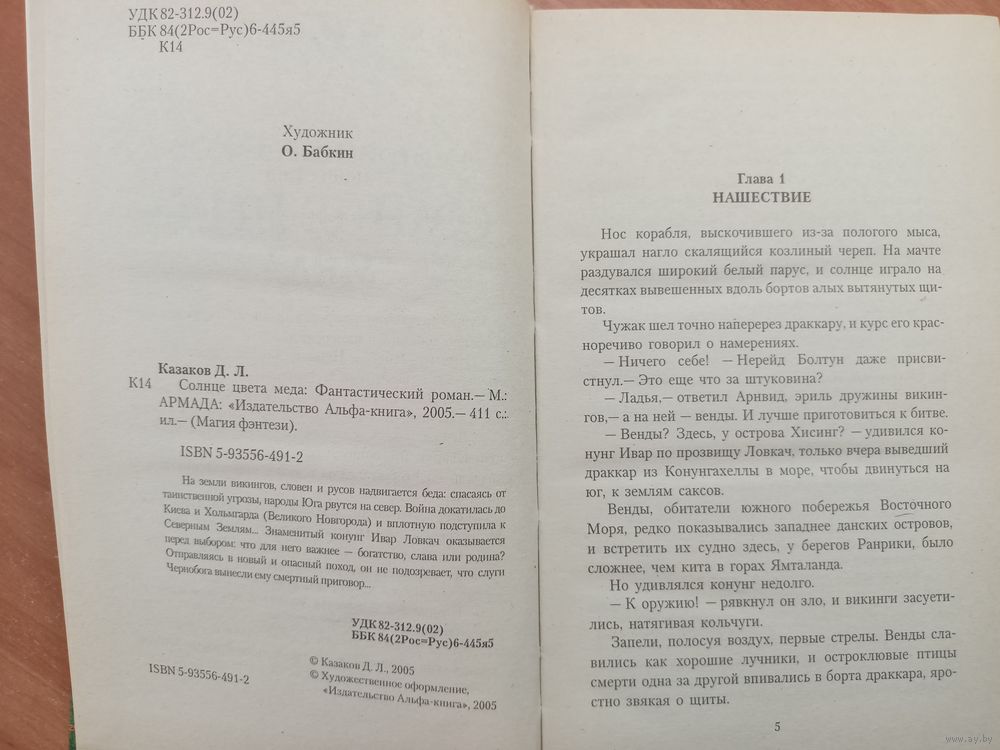 УДК 82-312.9(02)
ББК 84(2Рос=Рус)6-445я5
К14
Художник
О. Бабкин
Казаков Д. Л.
К14 Солнце цвета меда: Фантастический роман.— М.:
АРМАДА: «Издательство Альфа-книга», 2005.— 411 с.:
ил.— (Магия фэнтези).
ISBN 5-93556-491-2
На земли викингов, словен и русов надвигается беда: спасаясь от
таинственной угрозы, народы Юга рвутся на север. Война докатилась до
Киева и Хольмгарда (Великого Новгорода) и вплотную подступила к
Северным Землям... Знаменитый конунг Ивар Ловкач оказывается
перед выбором: что для него важнее — богатство, слава или родина?
Отправляясь в новый и опасный поход, он не подозревает, что слуги
Чернобога вынесли ему смертный приговор...
УДК 82-312.9(02)
ББК 84(2Рос=Рус)6-445я5
ISBN 5-93556-491-2
© Казаков Д. Л., 2005
© Художественное оформление,
«Издательство Альфа-книга», 2005
Глава 1
НАШЕСТВИЕ
Нос корабля, выскочившего из-за пологого мыса,
украшал нагло скалящийся козлиный череп. На мачте
раздувался широкий белый парус, и солнце играло на
десятках вывешенных вдоль бортов алых вытянутых щи-
тов.
Чужак шел точно наперерез драккару, и курс его крас-
норечиво говорил о намерениях.
— Ничего себе! — Нерейд Болтун даже присвис-
тнул.— Это еще что за штуковина?
— Ладья,— ответил Арнвид, эриль дружины викин-
гов,— а на ней — венды. И лучше приготовиться к битве.
— Венды? Здесь, у острова Хисинг? — удивился ко-
нунг Ивар по прозвищу Ловкач, только вчера выведший
драккар из Конунгахеллы в море, чтобы двинуться на
юг, к землям саксов.
Венды, обитатели южного побережья Восточного
Моря, редко показывались западнее данских островов,
и встретить их судно здесь, у берегов Ранрики, было
сложнее, чем кита в горах Ямталанда.
Но удивлялся конунг недолго.
— К оружию! — рявкнул он зло, и викинги засуети-
лись, натягивая кольчуги.
Запели, полосуя воздух, первые стрелы. Венды сла-
вились как хорошие лучники, и остроклювые птицы
смерти одна за другой впивались в борта драккара, яро-
стно звякая о щиты.
5
www.ay.by